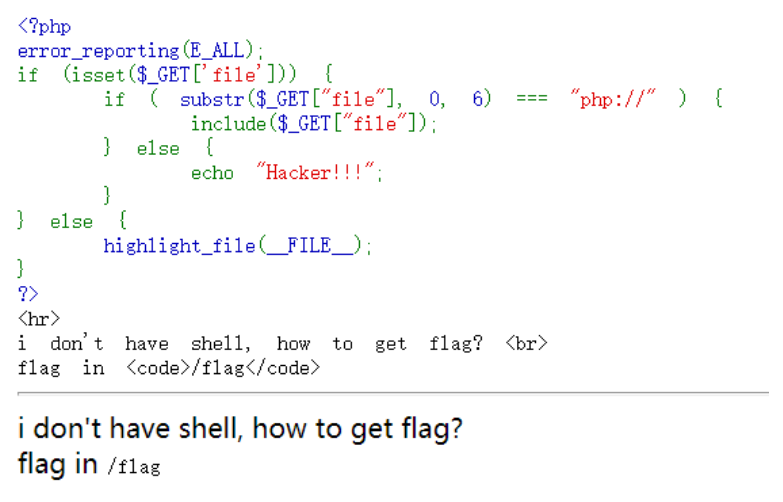 <?php
error_reporting(E_ALL);
if (isset($_GET['file'])) {
if ( substr($_GET["file"], 0, 6) === "php://" ) {
include($_GET["file"]);
} else {
echo "Hacker!!!";
}
} else {
highlight_file(__FILE__);
}
?>
<hr>
i don't have shell, how to get flag? <br>
flag in <code>/flag</code>
i don't have shell, how to get flag?
flag in /flag